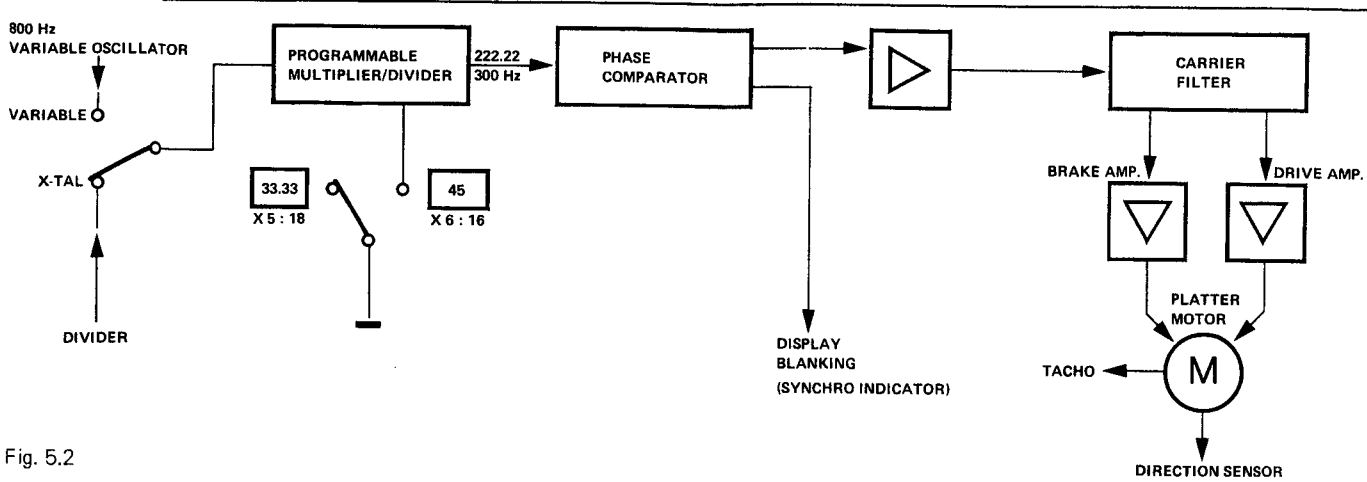 800 Hz
VARIABLE OSCILLATOR
VARIABLE
X-TAL
DIVIDER
PROGRAMMABLE
MULTIPLIER/DIVIDER
222.22
300 Hz
33.33
X 5 : 18
45
X 6 : 16
PHASE
COMPARATOR
DISPLAY
BLANKING
(SYNCHRO INDICATOR)
CARRIER
FILTER
BRAKE AMP.
DRIVE AMP.
PLATTER
MOTOR
TACHO
M
DIRECTION SENSOR
Fig. 5.2